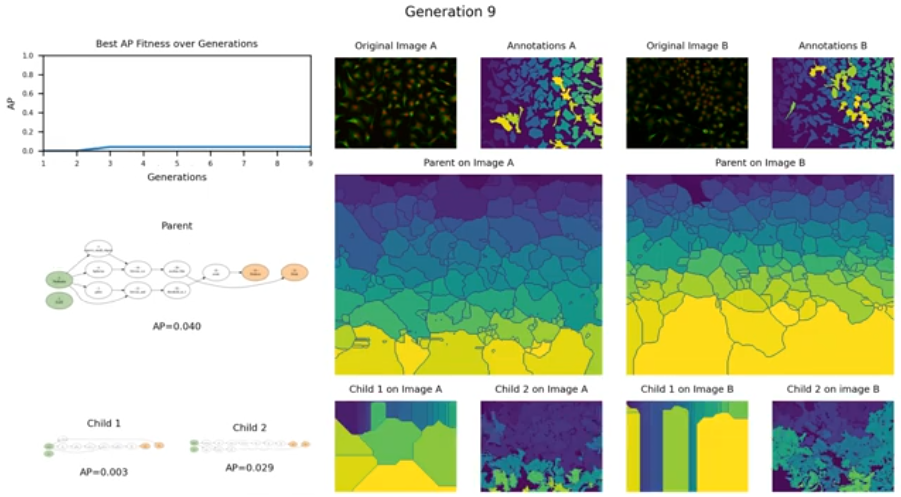 Generation 9
Best AP Fitness over Generations
AP
1.0
0.8
0.6
0.4
0.2
0.0
1 2 3 4 5 6 7 8 9
Generations
Original Image A
Annotations A
Original Image B
Annotations B
Parent on Image A
Parent on Image B
Parent
AP=0.040
Child 1 on Image A
Child 2 on Image A
Child 1 on Image B
Child 2 on image B
Child 1
Child 2
AP=0.003
AP=0.029